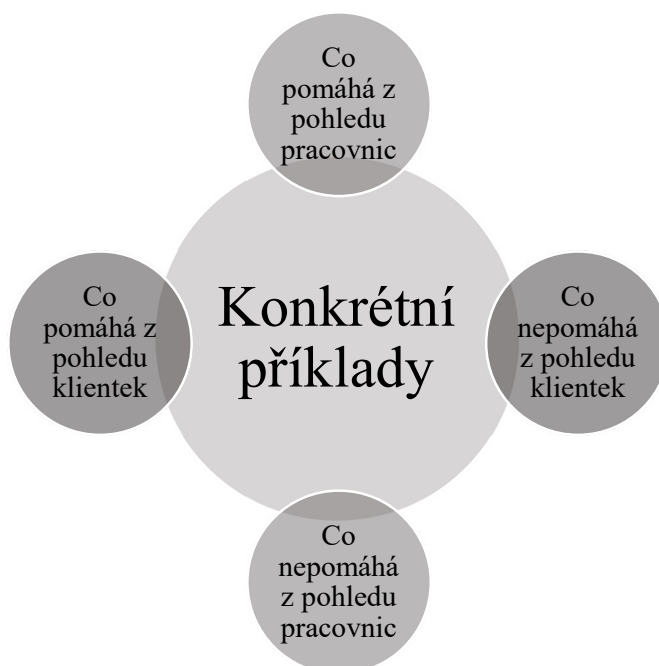 Co
pomáhá z
pohledu
pracovnic
Co
pomáhá z
pohledu
klientek
Konkrétní
příklady
Co
nepomáhá
z pohledu
klientek
Co
nepomáhá
z pohledu
pracovnic